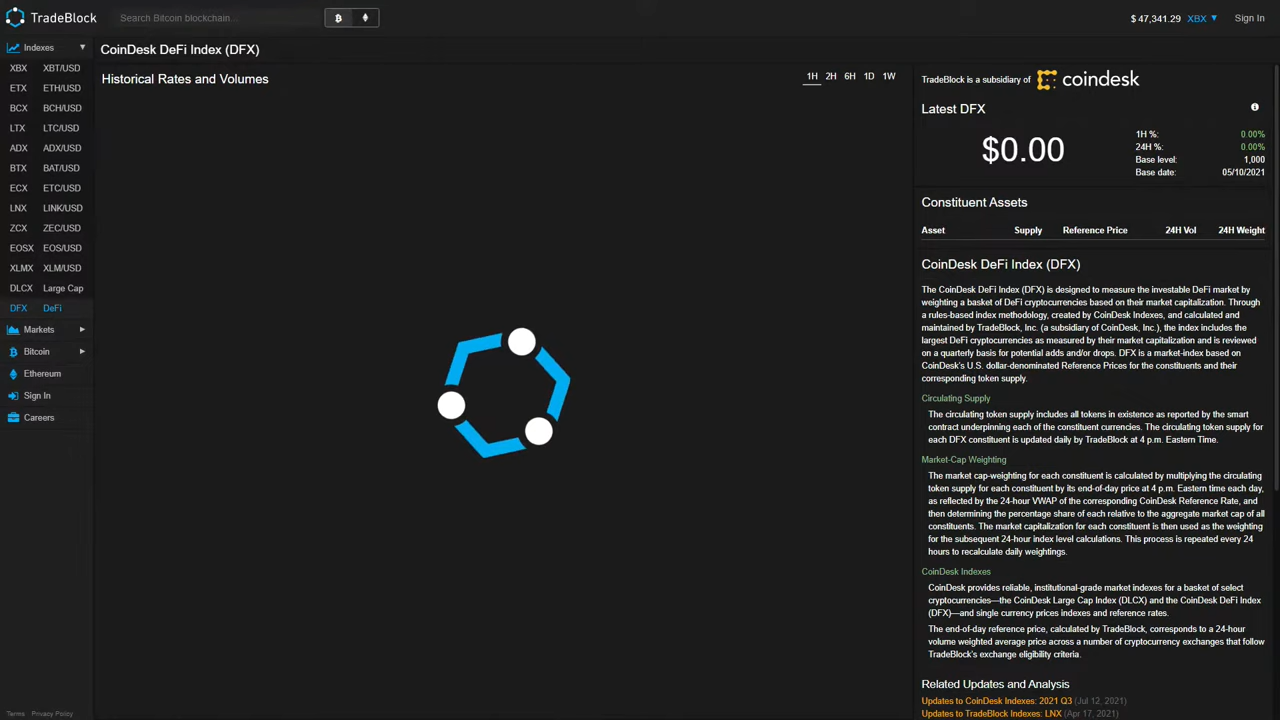 TradeBlock
Search Bitcoin blockchain...
$ 47,341.29 XBX ▼
Sign In
Indexes ▼
XBX XBT/USD
ETX ETH/USD
BCX BCH/USD
LTX LTC/USD
ADX ADX/USD
BTX BAT/USD
ECX ETC/USD
LNX LINK/USD
ZCX ZEC/USD
EOSX EOS/USD
XLMX XLM/USD
DLCX Large Cap
DFX DeFi
Markets
Bitcoin
Ethereum
Sign In
Careers
Terms Privacy Policy
CoinDesk DeFi Index (DFX)
Historical Rates and Volumes
1H 2H 6H 1D 1W
TradeBlock is a subsidiary of coindesk
Latest DFX
$0.00
1H %: 0.00%
24H %: 0.00%
Base level: 1,000
Base date: 05/10/2021
Constituent Assets
Asset Supply Reference Price 24H Vol 24H Weight
CoinDesk DeFi Index (DFX)
The CoinDesk DeFi Index (DFX) is designed to measure the investable DeFi market by
weighting a basket of DeFi cryptocurrencies based on their market capitalization. Through
a rules-based index methodology, created by CoinDesk Indexes, and calculated and
maintained by TradeBlock, Inc. (a subsidiary of CoinDesk, Inc.), the index includes the
largest DeFi cryptocurrencies as measured by their market capitalization and is reviewed
on a quarterly basis for potential adds and/or drops. DFX is a market-index based on
CoinDesk's U.S. dollar-denominated Reference Prices for the constituents and their
corresponding token supply.
Circulating Supply
The circulating token supply includes all tokens in existence as reported by the smart
contract underpinning each of the constituent currencies. The circulating token supply for
each DFX constituent is updated daily by TradeBlock at 4 p.m. Eastern Time.
Market-Cap Weighting
The market cap-weighting for each constituent is calculated by multiplying the circulating
token supply for each constituent by its end-of-day price at 4 p.m. Eastern time each day,
as reflected by the 24-hour VWAP of the corresponding CoinDesk Reference Rate, and
then determining the percentage share of each relative to the aggregate market cap of all
constituents. The market capitalization for each constituent is then used as the weighting
for the subsequent 24-hour index level calculations. This process is repeated every 24
hours to recalculate daily weightings.
CoinDesk Indexes
CoinDesk provides reliable, institutional-grade market indexes for a basket of select
cryptocurrencies—the CoinDesk Large Cap Index (DLCX) and the CoinDesk DeFi Index
(DFX)—and single currency prices indexes and reference rates.
The end-of-day reference price, calculated by TradeBlock, corresponds to a 24-hour
volume weighted average price across a number of cryptocurrency exchanges that follow
TradeBlock's exchange eligibility criteria.
Related Updates and Analysis
Updates to CoinDesk Indexes: 2021 Q3 (Jul 12, 2021)
Updates to TradeBlock Indexes: LNX (Apr 17, 2021)